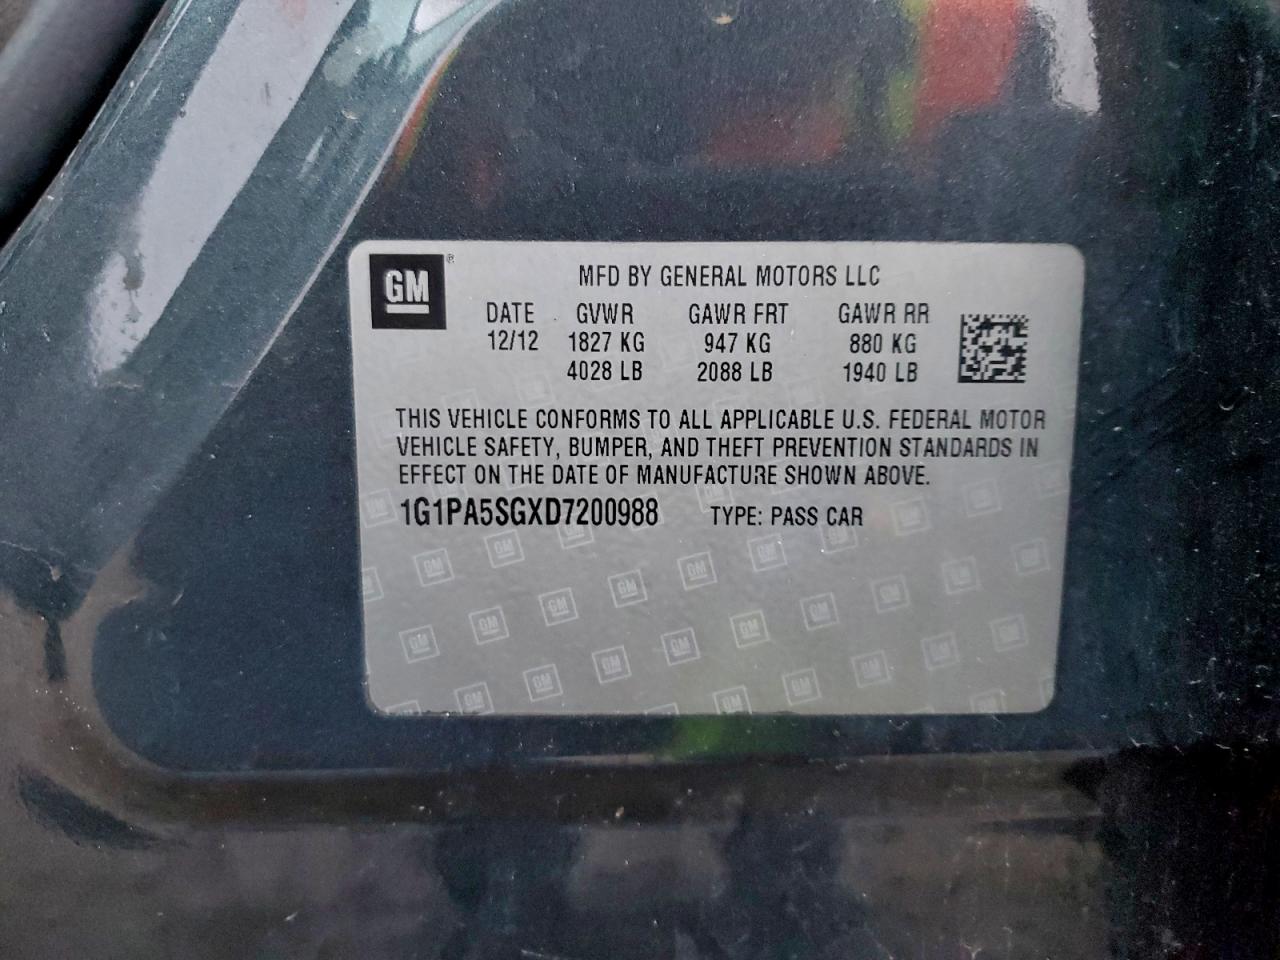 GM
MFD BY GENERAL MOTORS LLC
DATE GVWR GAWR FRT GAWR RR
12/12 1827 KG 947 KG 880 KG
4028 LB 2088 LB 1940 LB
THIS VEHICLE CONFORMS TO ALL APPLICABLE U.S. FEDERAL MOTOR
VEHICLE SAFETY, BUMPER, AND THEFT PREVENTION STANDARDS IN
EFFECT ON THE DATE OF MANUFACTURE SHOWN ABOVE.
1G1PA5SGXD7200988 TYPE: PASS CAR